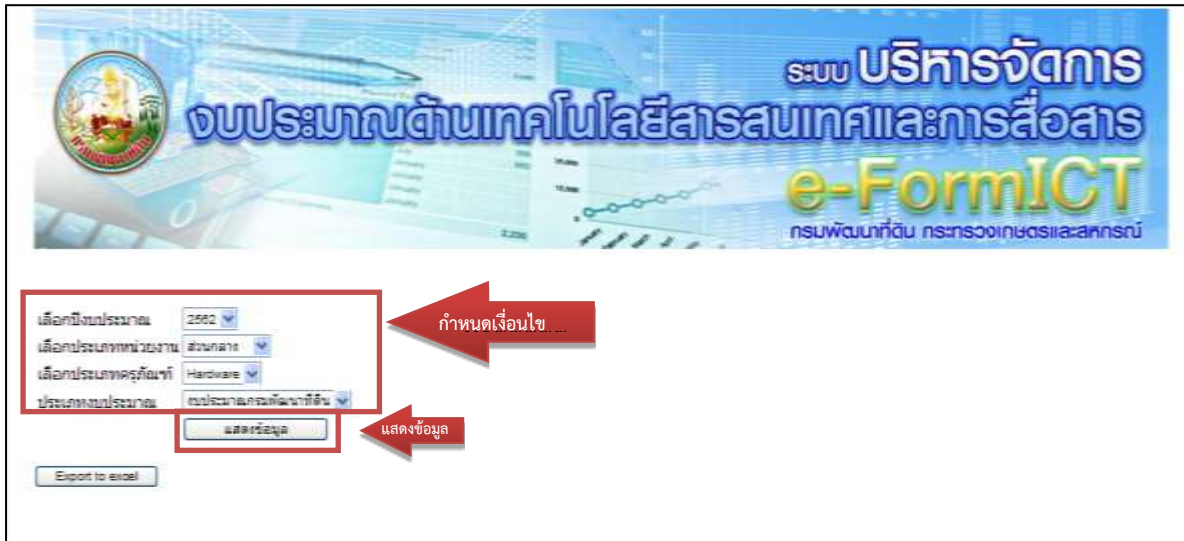 ระบบ บริหารจัดการ
งบประมาณด้านเทคโนโลยีสารสนเทศและการสื่อสาร
e-FormICT
กรมพัฒนาที่ดิน กระทรวงเกษตรและสหกรณ์
เลือกปีงบประมาณ 2562
กำหนดเงื่อนไข
เลือกประเภทหน่วยงาน ส่วนกลาง
เลือกประเภทครุภัณฑ์ Hardware
ประเภทงบประมาณ งบประมาณกรมพัฒนาที่ดิน
แสดงข้อมูล
แสดงข้อมูล
Export to excel